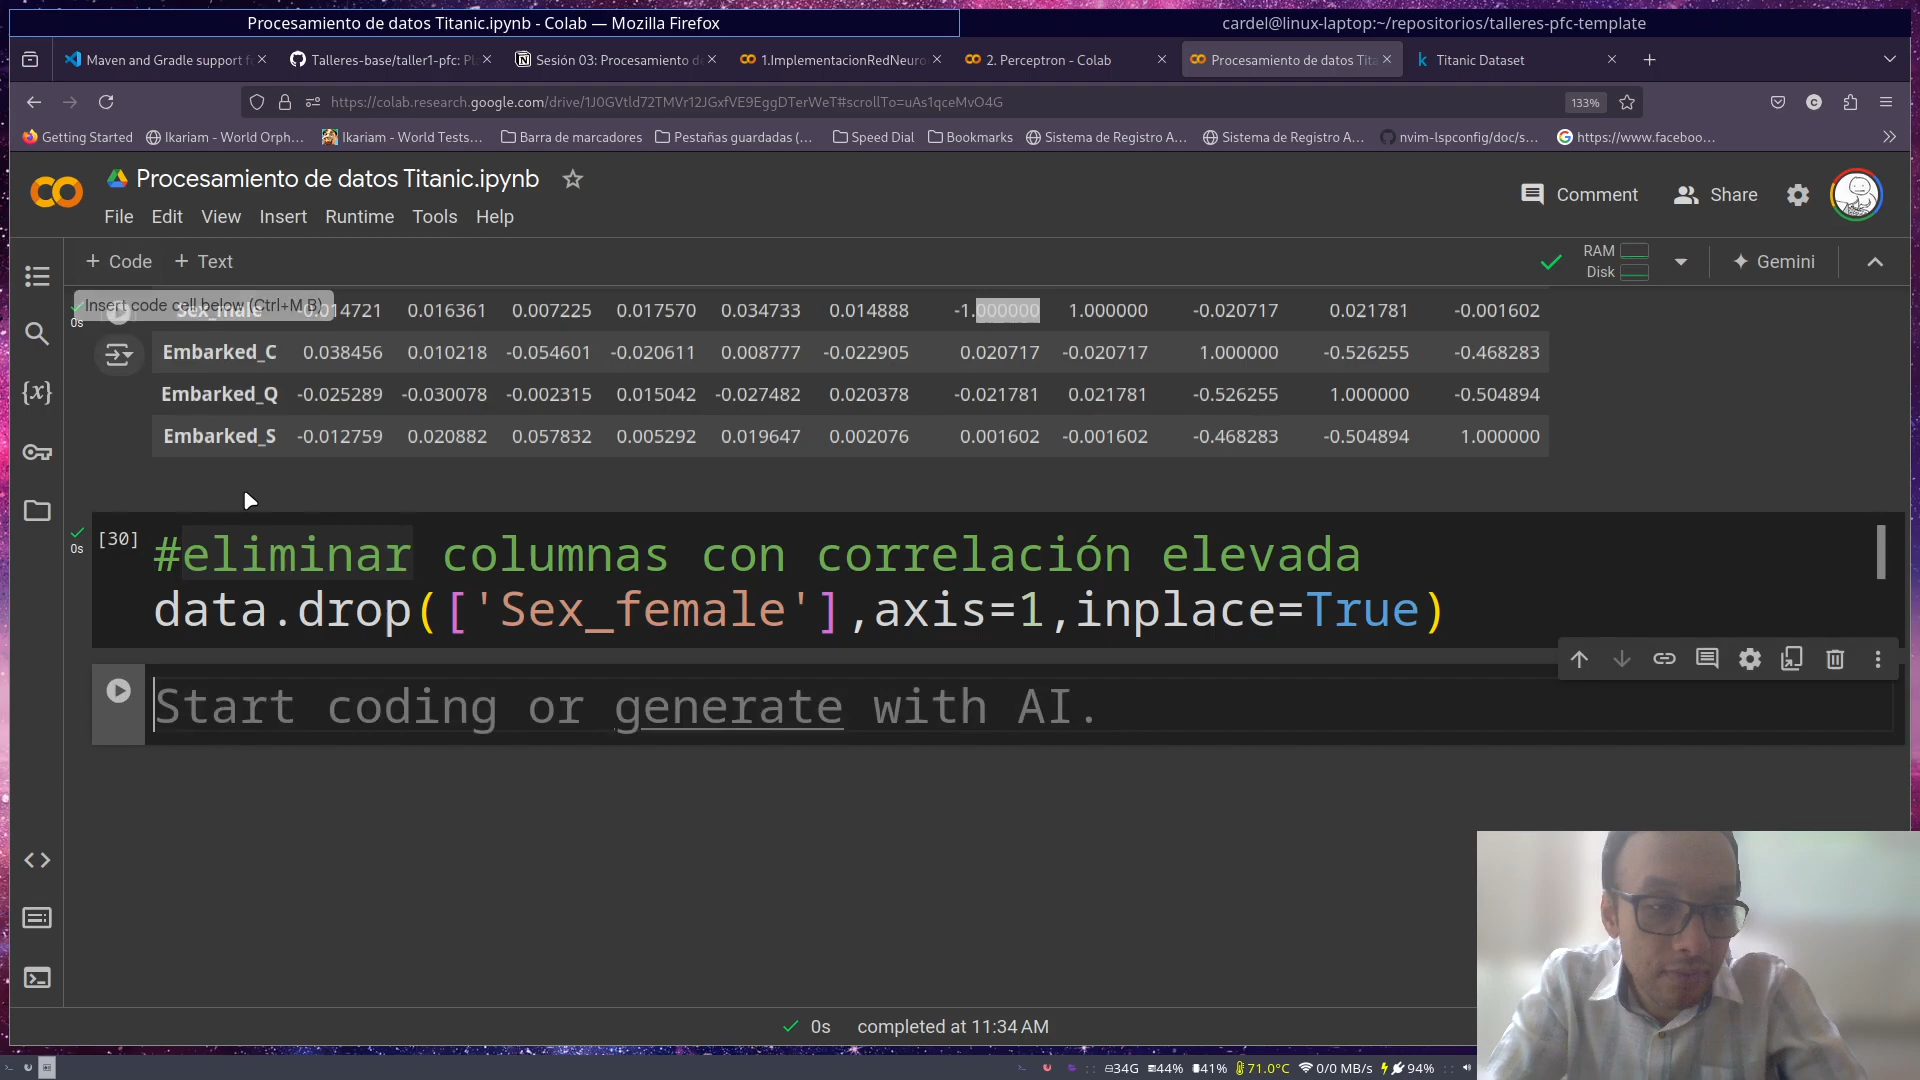 Procesamiento de datos Titanic.ipynb - Colab — Mozilla Firefox
cardel@linux-laptop:~/repositorios/talleres-pfc-template
Maven and Gradle support f
Talleres-base/taller1-pfc: Pl
Sesión 03: Procesamiento d
1.ImplementacionRedNeuro
2. Perceptron - Colab
Procesamiento de datos Tita
Titanic Dataset
https://colab.research.google.com/drive/1J0GVtld72TMVr12JGxfVE9EggDTerWeT#scrollTo=uAs1qceMvO4G
133%
Getting Started
Ikariam - World Orph...
Ikariam - World Tests...
Barra de marcadores
Pestañas guardadas (...
Speed Dial
Bookmarks
Sistema de Registro A...
Sistema de Registro A...
nvim-lspconfig/doc/s...
https://www.faceboo...
Procesamiento de datos Titanic.ipynb
Comment
Share
File Edit View Insert Runtime Tools Help
+ Code + Text
RAM
Disk
Gemini
Insert code cell below (Ctrl+M B)
0s
Sex_male 014721 0.016361 0.007225 0.017570 0.034733 0.014888 -1.000000 1.000000 -0.020717 0.021781 -0.001602
Embarked_C 0.038456 0.010218 -0.054601 -0.020611 0.008777 -0.022905 0.020717 -0.020717 1.000000 -0.526255 -0.468283
Embarked_Q -0.025289 -0.030078 -0.002315 0.015042 -0.027482 0.020378 -0.021781 0.021781 -0.526255 1.000000 -0.504894
Embarked_S -0.012759 0.020882 0.057832 0.005292 0.019647 0.002076 0.001602 -0.001602 -0.468283 -0.504894 1.000000
0s
[30]
#eliminar columnas con correlación elevada
data.drop(['Sex_female'],axis=1,inplace=True)
Start coding or generate with AI.
0s completed at 11:34 AM
34G 44% 41% 71.0°C 0/0 MB/s 94%